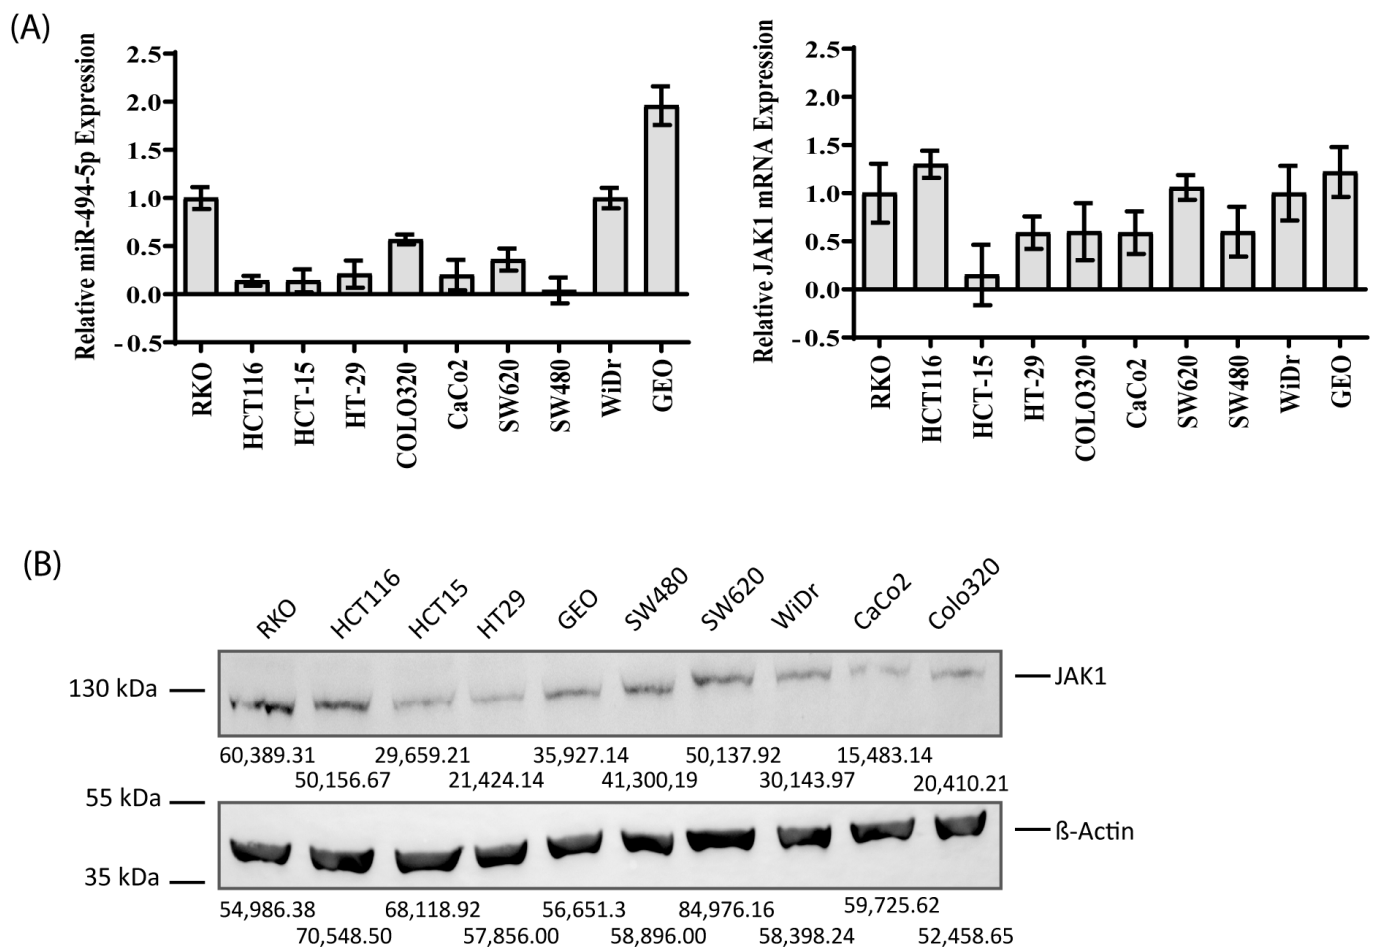 (A)
Relative miR-494-5p Expression
2.5
2.0
1.5
1.0
0.5
0.0
-0.5
RKO
HCT116
HCT-15
HT-29
COLO320
CaCo2
SW620
SW480
WiDr
GEO
Relative JAK1 mRNA Expression
2.5
2.0
1.5
1.0
0.5
0.0
-0.5
RKO
HCT116
HCT-15
HT-29
COLO320
CaCo2
SW620
SW480
WiDr
GEO
(B)
RKO HCT116 HCT15 HT29 GEO SW480 SW620 WiDr CaCo2 Colo320
130 kDa
JAK1
60,389.31 29,659.21 35,927.14 50,137.92 15,483.14
50,156.67 21,424.14 41,300,19 30,143.97 20,410.21
55 kDa
ß-Actin
35 kDa
54,986.38 68,118.92 56,651.3 84,976.16 59,725.62
70,548.50 57,856.00 58,896.00 58,398.24 52,458.65